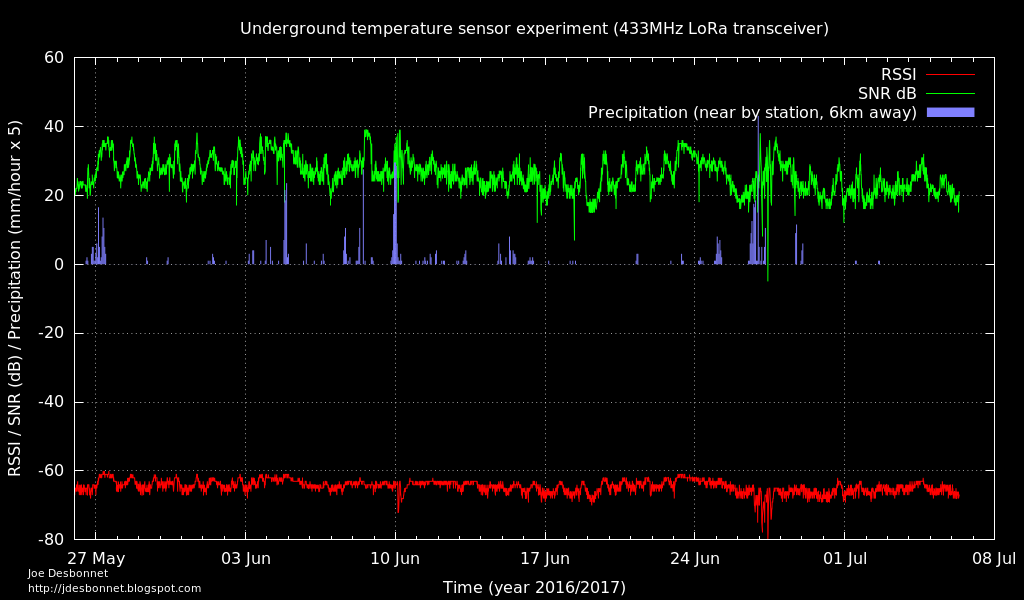 Underground temperature sensor experiment (433MHz LoRa transceiver)
RSSI
SNR dB
Precipitation (near by station, 6km away)
RSSI / SNR (dB) / Precipitation (mm/hour x 5)
60
40
20
0
-20
-40
-60
-80
27 May 03 Jun 10 Jun 17 Jun 24 Jun 01 Jul 08 Jul
Time (year 2016/2017)
Joe Desbonnet
http://jdesbonnet.blogspot.com